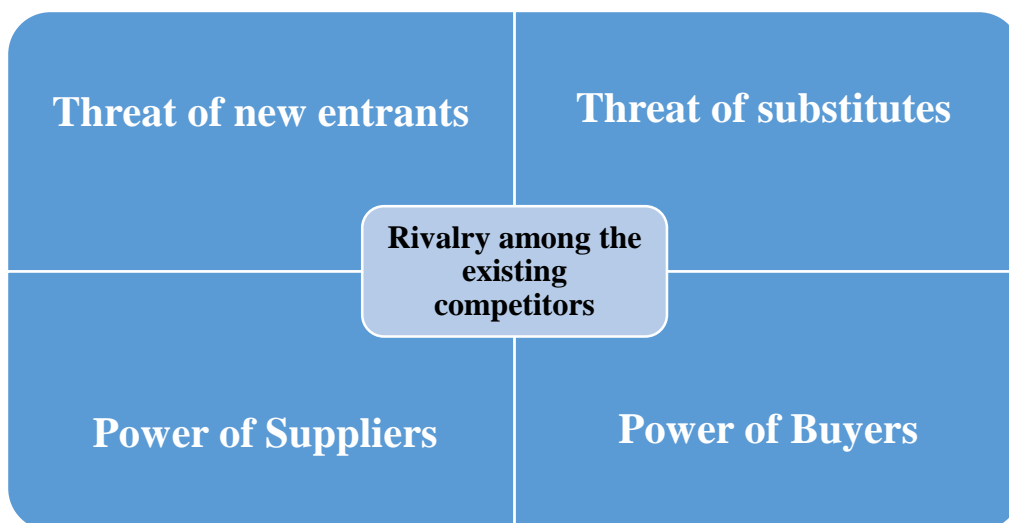 Threat of new entrants
Threat of substitutes
Rivalry among the
existing
competitors
Power of Suppliers
Power of Buyers